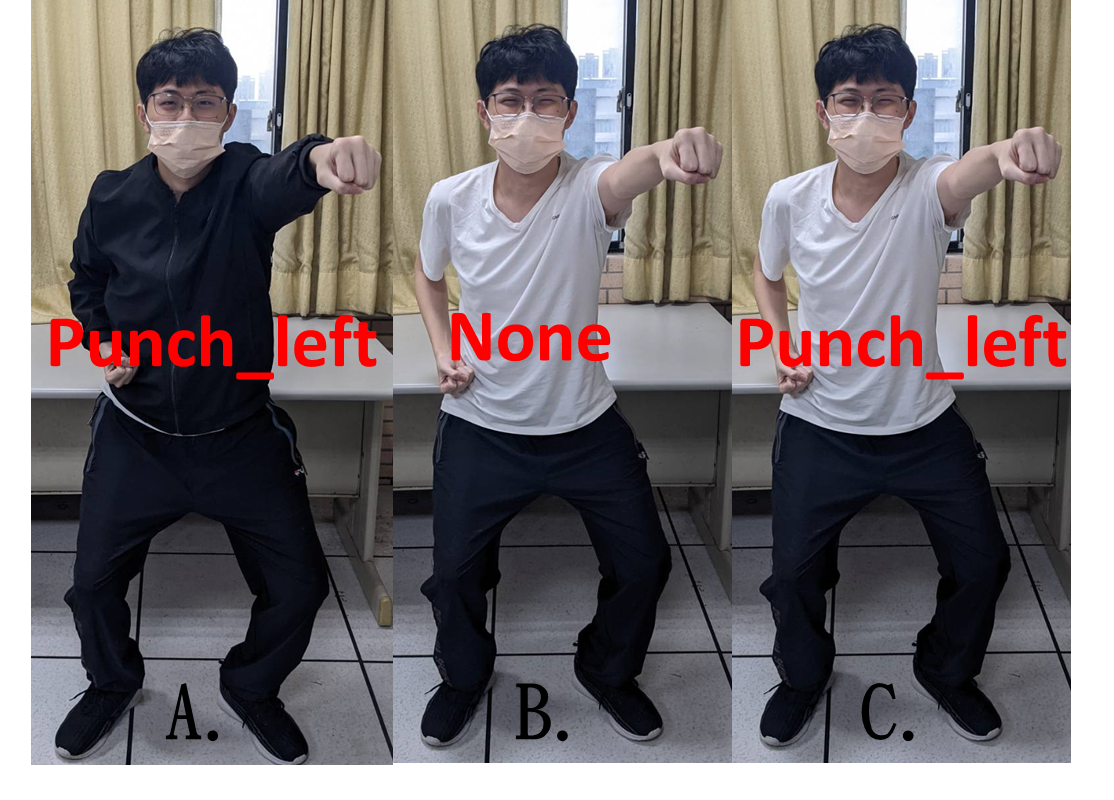 Punch_left
None
Punch_left
A.
B.
C.